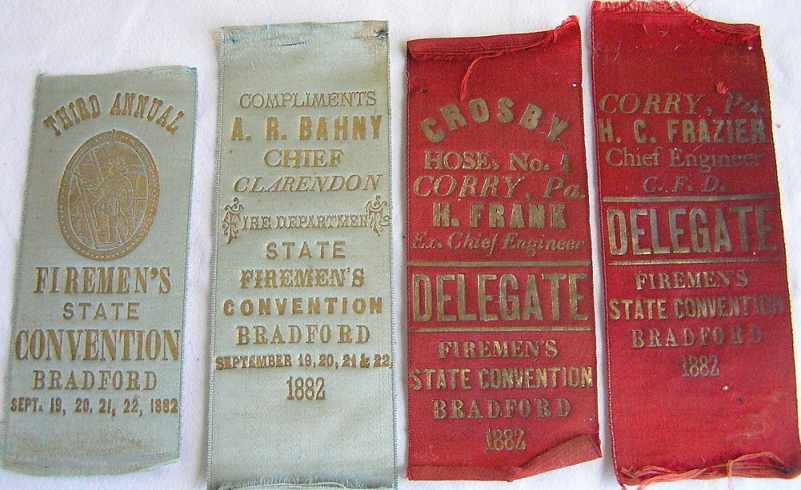 THIRD ANNUAL
FIREMEN'S
STATE
CONVENTION
BRADFORD
SEPT. 19, 20, 21, 22, 1882
COMPLIMENTS
A. R. BAHNY
CHIEF
CLARENDON
FIRE DEPARTMENT
STATE
FIREMEN'S
CONVENTION
BRADFORD
SEPTEMBER 19, 20, 21 & 22,
1882
CROSBY
HOSE, No. 1
CORRY, Pa.
H. FRANK
Ex. Chief Engineer
DELEGATE
FIREMEN'S
STATE CONVENTION
BRADFORD
1882
CORRY, Pa.
H. C. FRAZIER
Chief Engineer
C. F. D.
DELEGATE
FIREMEN'S
STATE CONVENTION
BRADFORD
1882